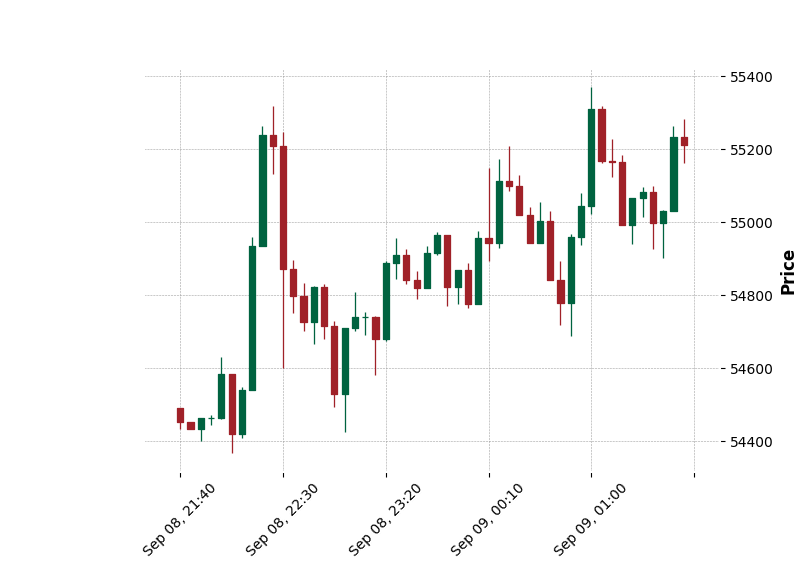 55400
55200
55000
54800
54600
54400
Price
Sep 08, 21:40
Sep 08, 22:30
Sep 08, 23:20
Sep 09, 00:10
Sep 09, 01:00